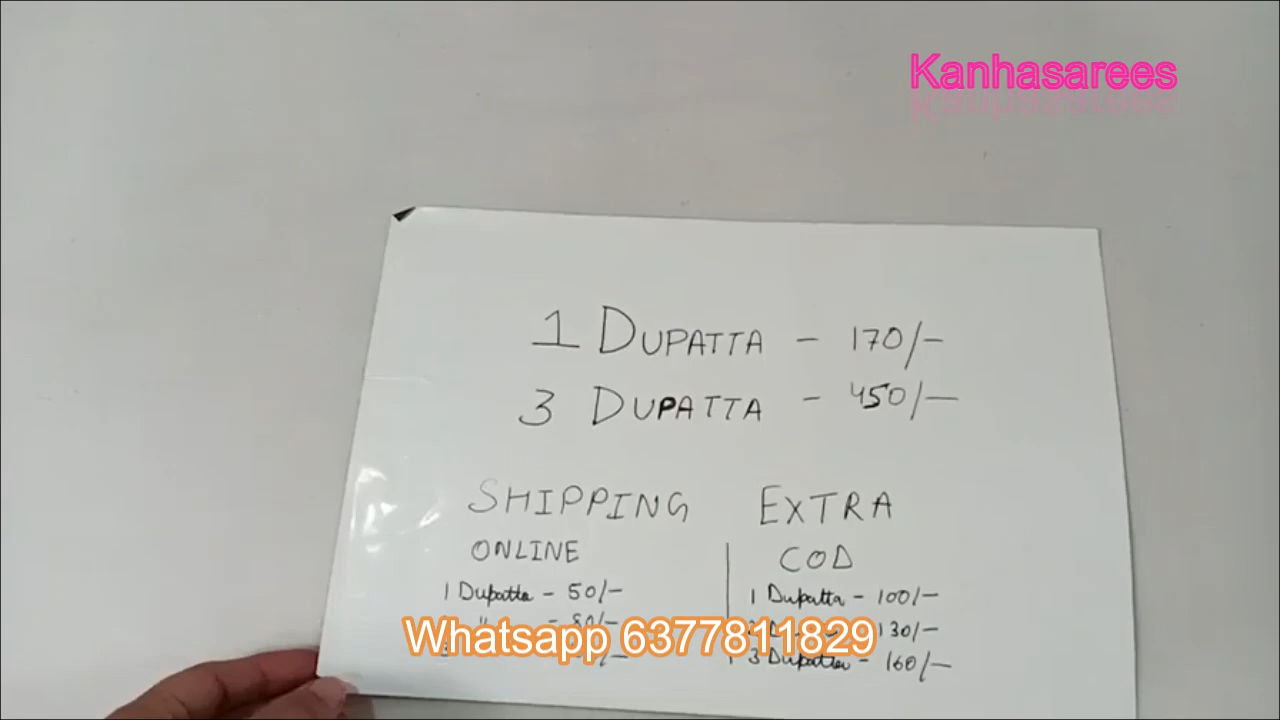 Kanhasarees
1 DUPATTA - 170/-
3 DUPATTA - 450/-
SHIPPING EXTRA
ONLINE
COD
1 Dupatta - 50/-
1 Dupatta - 100/-
" - 80/-
130/-
Whatsapp 6377811829
3 Dupatta - 160/-